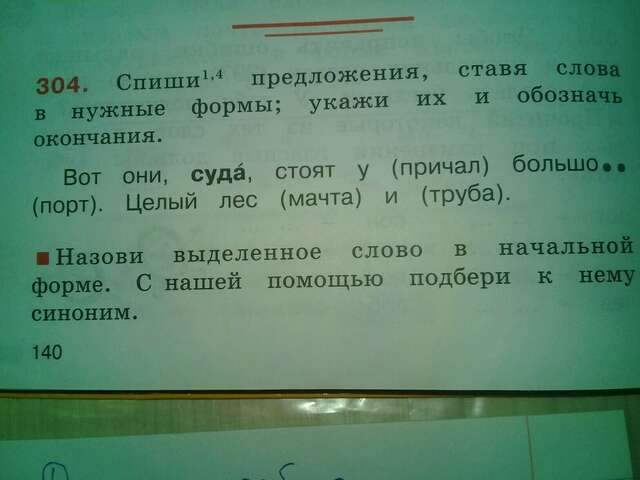 304. Спиши1,4 предложения, ставя слова
в нужные формы; укажи их и обозначь
окончания.
Вот они, суда́, стоят у (причал) большо••
(порт). Целый лес (мачта) и (труба).
■ Назови выделенное слово в начальной
форме. С нашей помощью подбери к нему
синоним.
140